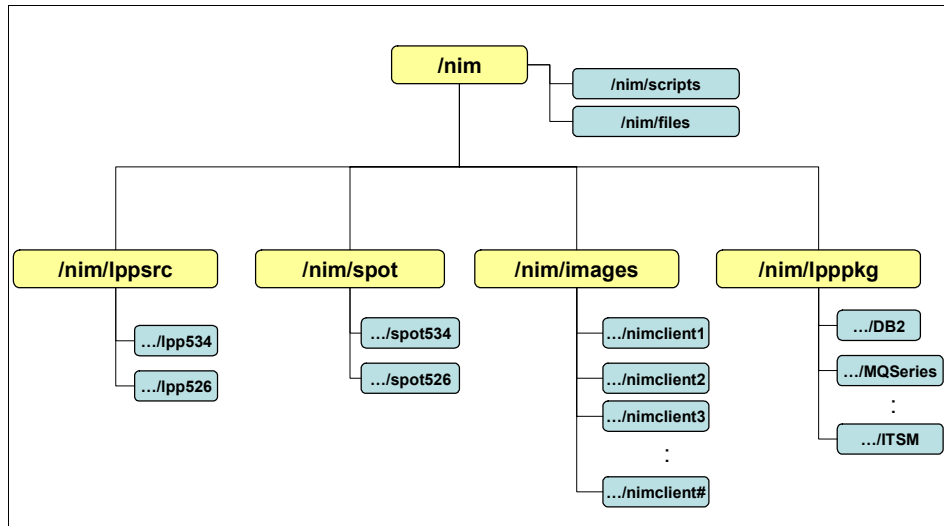 /nim
/nim/scripts
/nim/files
/nim/lppsrc
/nim/spot
/nim/images
/nim/lpppkg
.../lpp534
.../lpp526
.../spot534
.../spot526
.../nimclient1
.../nimclient2
.../nimclient3
:
.../nimclient#
.../DB2
.../MQSeries
:
.../ITSM